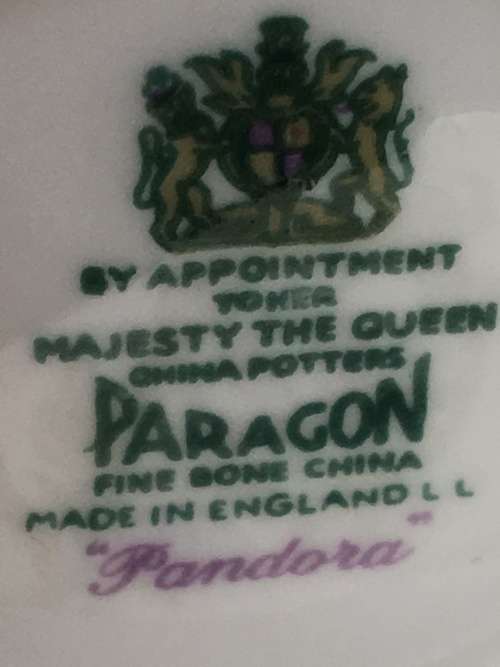 BY APPOINTMENT
TO HER
MAJESTY THE QUEEN
CHINA POTTERS
PARAGON
FINE BONE CHINA
MADE IN ENGLAND L L
"Pandora"